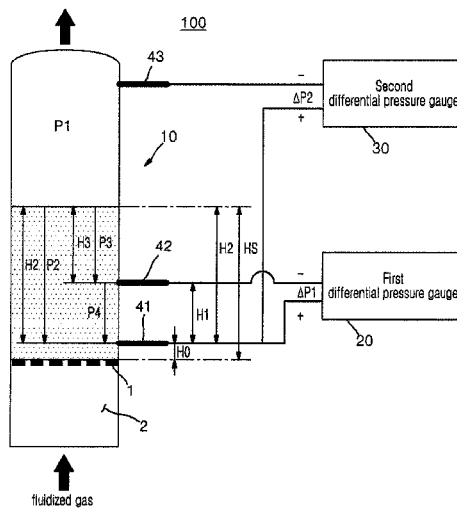 100
43
P1
10
Second
differential pressure gauge
−
ΔP2
+
30
H2
P2
H3
P3
42
H2
HS
First
differential pressure gauge
−
ΔP1
+
20
P4
H1
41
H0
1
2
fluidized gas